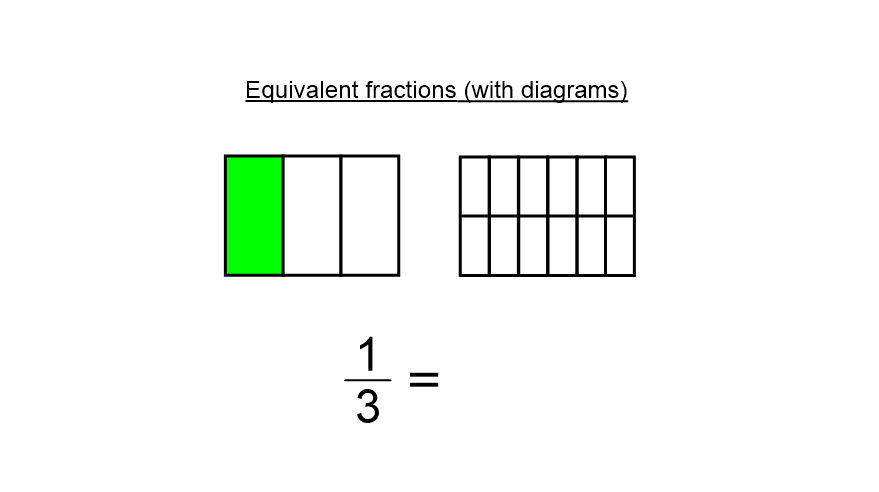 Equivalent fractions (with diagrams)
1
3 =